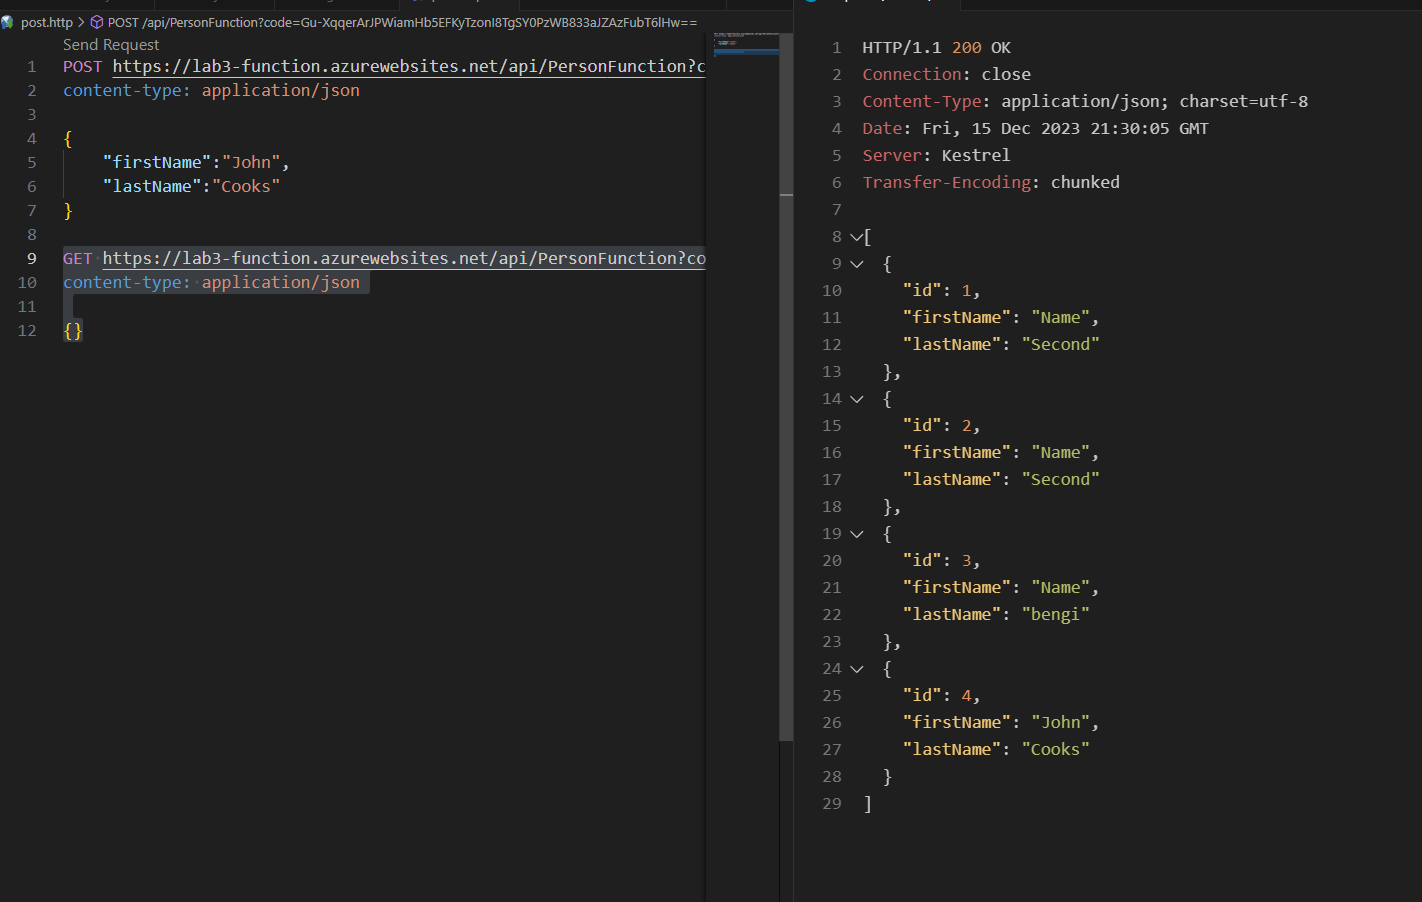 post.http > POST /api/PersonFunction?code=Gu-XqqerArJPWiamHb5EFKyTzonI8TgSY0PzWB833aJZAzFubT6lHw==
Send Request
1 POST https://lab3-function.azurewebsites.net/api/PersonFunction?c
2 content-type: application/json
3
4 {
5 "firstName":"John",
6 "lastName":"Cooks"
7 }
8
9 GET https://lab3-function.azurewebsites.net/api/PersonFunction?co
10 content-type: application/json
11
12 {}
1 HTTP/1.1 200 OK
2 Connection: close
3 Content-Type: application/json; charset=utf-8
4 Date: Fri, 15 Dec 2023 21:30:05 GMT
5 Server: Kestrel
6 Transfer-Encoding: chunked
7
8 [
9 {
10 "id": 1,
11 "firstName": "Name",
12 "lastName": "Second"
13 },
14 {
15 "id": 2,
16 "firstName": "Name",
17 "lastName": "Second"
18 },
19 {
20 "id": 3,
21 "firstName": "Name",
22 "lastName": "bengi"
23 },
24 {
25 "id": 4,
26 "firstName": "John",
27 "lastName": "Cooks"
28 }
29 ]